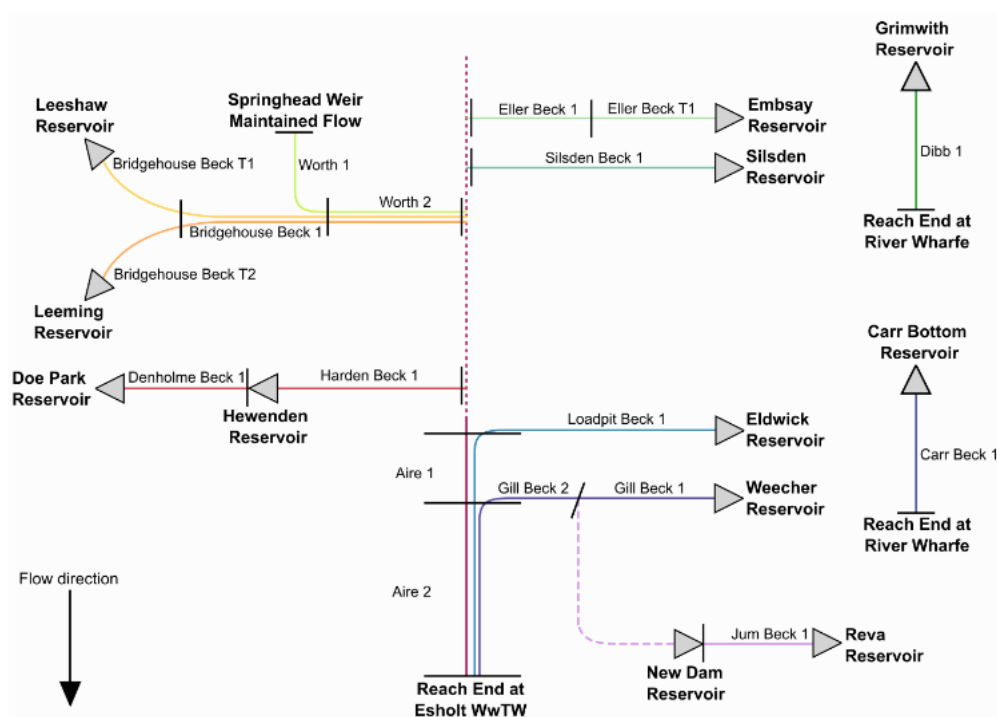 Grimwith
Reservoir
Leeshaw
Reservoir
Springhead Weir
Maintained Flow
Eller Beck 1
Eller Beck T1
Embsay
Reservoir
Bridgehouse Beck T1
Worth 1
Silsden Beck 1
Silsden
Reservoir
Dibb 1
Worth 2
Bridgehouse Beck 1
Reach End at
River Wharfe
Bridgehouse Beck T2
Leeming
Reservoir
Carr Bottom
Reservoir
Doe Park
Reservoir
Denholme Beck 1
Harden Beck 1
Hewenden
Reservoir
Loadpit Beck 1
Eldwick
Reservoir
Aire 1
Carr Beck 1
Gill Beck 2
Gill Beck 1
Weecher
Reservoir
Reach End at
River Wharfe
Flow direction
Aire 2
Jum Beck 1
Reva
Reservoir
New Dam
Reservoir
Reach End at
Esholt WwTW